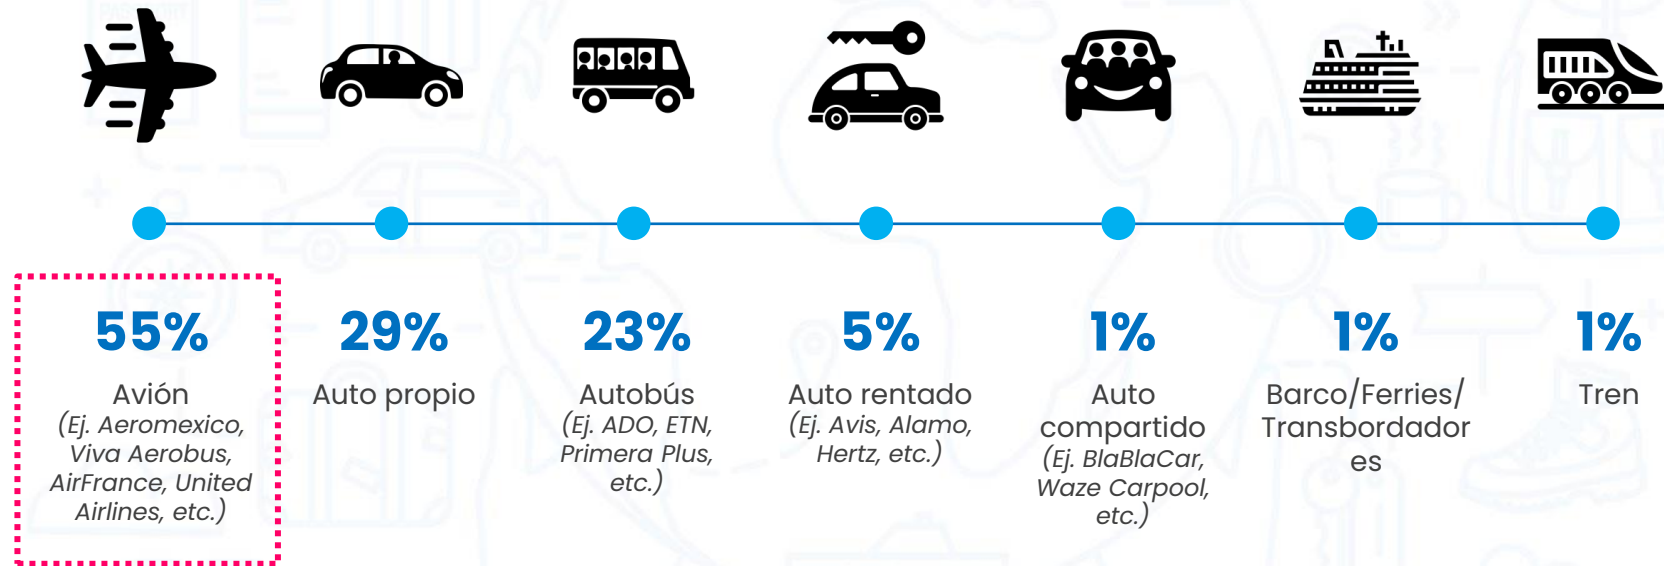 55%
Avión
(Ej. Aeromexico,
Viva Aerobus,
AirFrance, United
Airlines, etc.)
29%
Auto propio
23%
Autobús
(Ej. ADO, ETN,
Primera Plus,
etc.)
5%
Auto rentado
(Ej. Avis, Alamo,
Hertz, etc.)
1%
Auto
compartido
(Ej. BlaBlaCar,
Waze Carpool,
etc.)
1%
Barco/Ferries/
Transbordador
es
1%
Tren